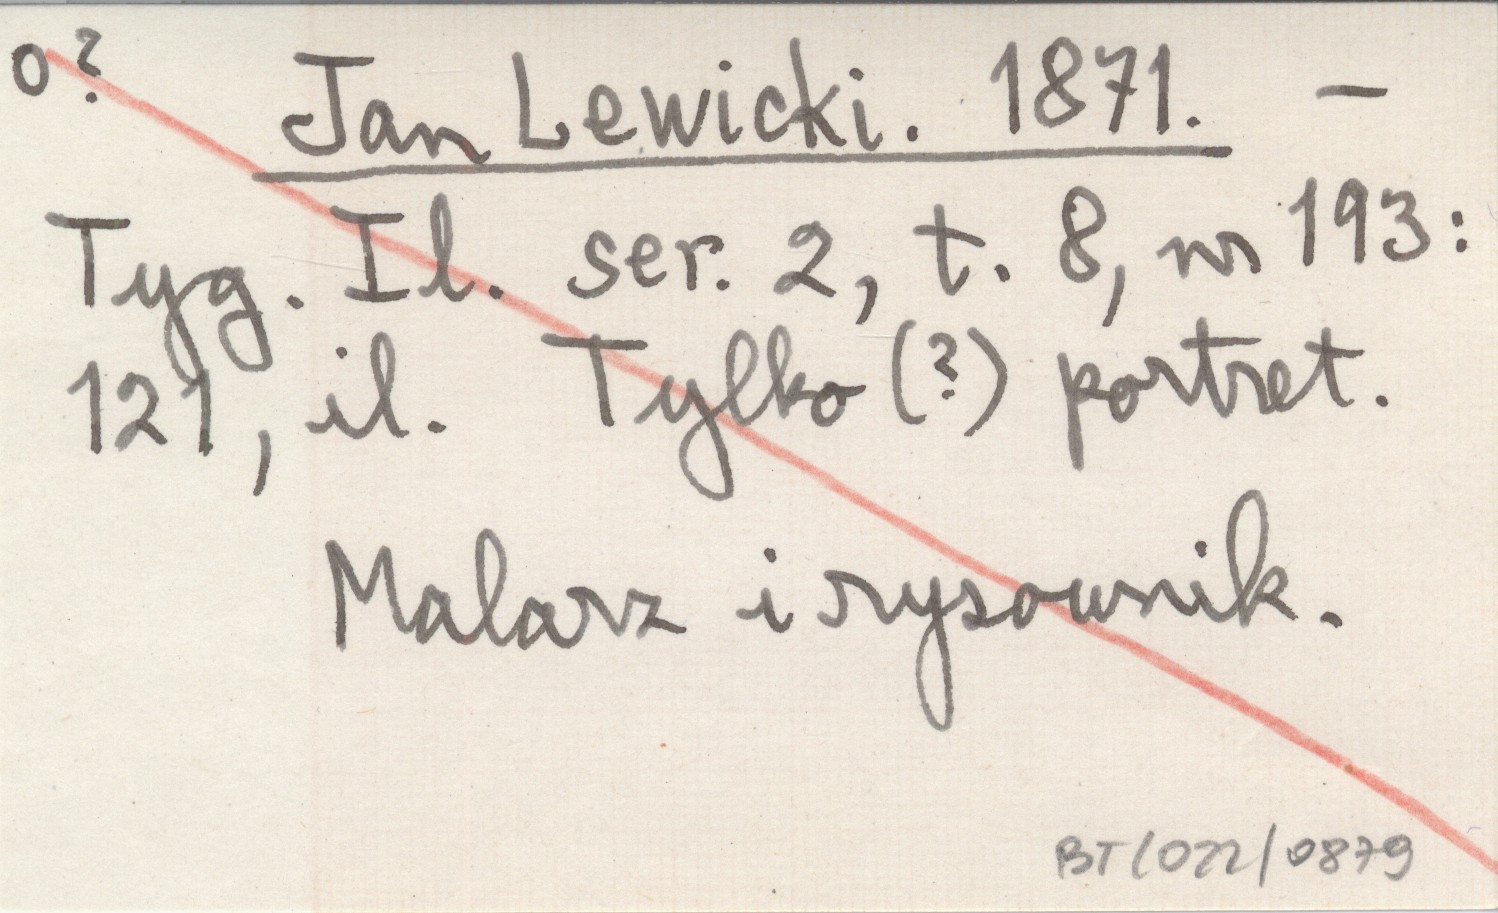 o?
Jan Lewicki. 1871. —
Tyg. Il. ser. 2, t. 8, nr 193:
121, il. Tylko (?) portret.
Malarz i rysownik.
BT/022/0879